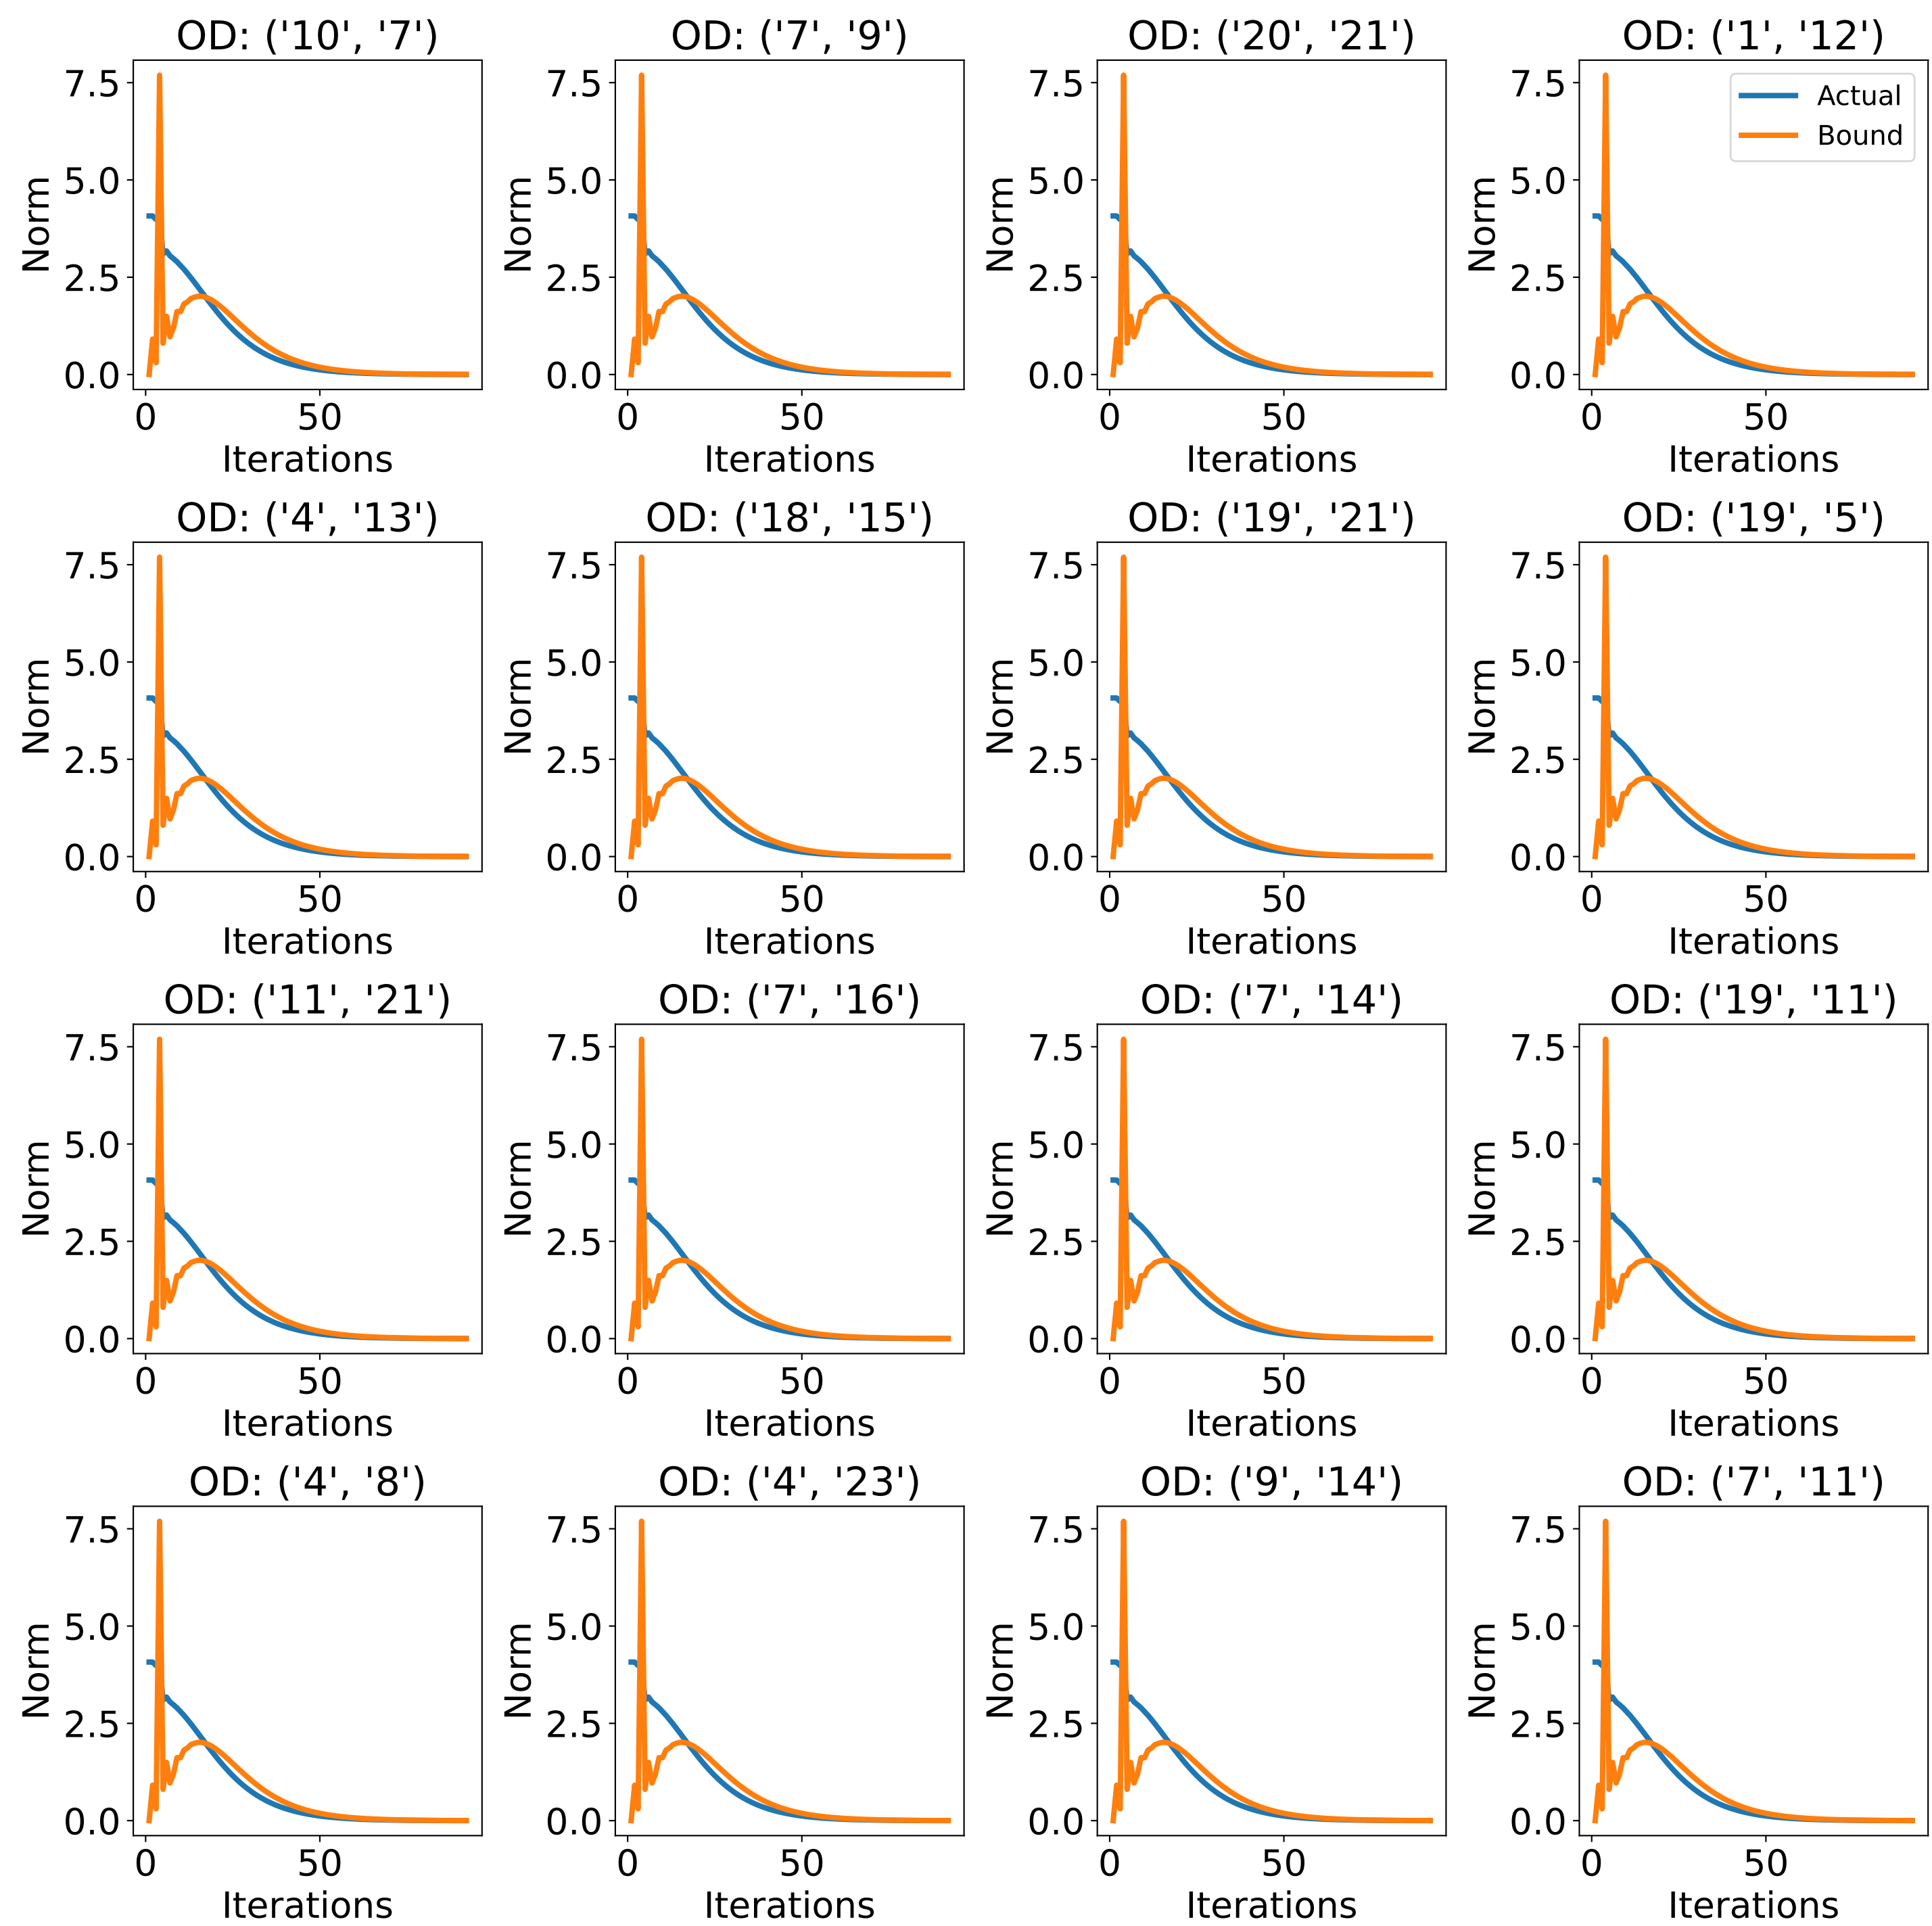 OD: ('10', '7')
7.5
5.0
2.5
0.0
Norm
0
50
Iterations
OD: ('7', '9')
7.5
5.0
2.5
0.0
Norm
0
50
Iterations
OD: ('20', '21')
7.5
5.0
2.5
0.0
Norm
0
50
Iterations
OD: ('1', '12')
7.5
5.0
2.5
0.0
Norm
0
50
Iterations
Actual
Bound
OD: ('4', '13')
7.5
5.0
2.5
0.0
Norm
0
50
Iterations
OD: ('18', '15')
7.5
5.0
2.5
0.0
Norm
0
50
Iterations
OD: ('19', '21')
7.5
5.0
2.5
0.0
Norm
0
50
Iterations
OD: ('19', '5')
7.5
5.0
2.5
0.0
Norm
0
50
Iterations
OD: ('11', '21')
7.5
5.0
2.5
0.0
Norm
0
50
Iterations
OD: ('7', '16')
7.5
5.0
2.5
0.0
Norm
0
50
Iterations
OD: ('7', '14')
7.5
5.0
2.5
0.0
Norm
0
50
Iterations
OD: ('19', '11')
7.5
5.0
2.5
0.0
Norm
0
50
Iterations
OD: ('4', '8')
7.5
5.0
2.5
0.0
Norm
0
50
Iterations
OD: ('4', '23')
7.5
5.0
2.5
0.0
Norm
0
50
Iterations
OD: ('9', '14')
7.5
5.0
2.5
0.0
Norm
0
50
Iterations
OD: ('7', '11')
7.5
5.0
2.5
0.0
Norm
0
50
Iterations